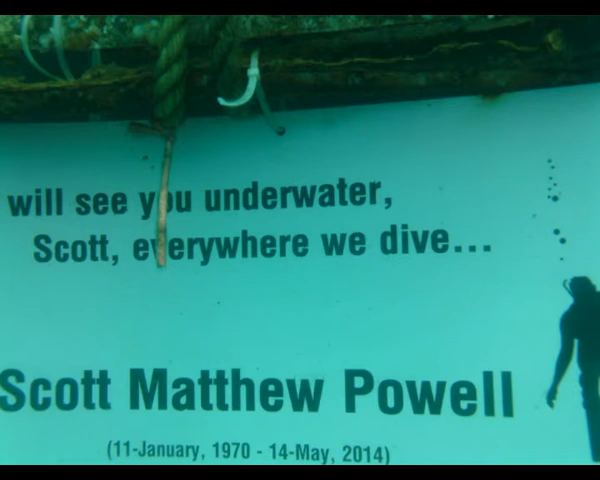 will see you underwater,
Scott, everywhere we dive...
Scott Matthew Powell
(11-January, 1970 - 14-May, 2014)